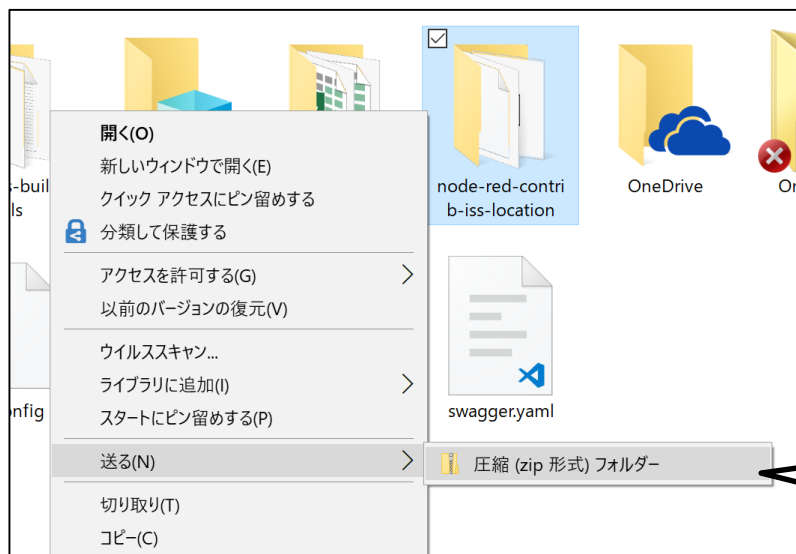 s-buil
ls
node-red-contri
b-iss-location
OneDrive
Or
開く(O)
新しいウィンドウで開く(E)
クイック アクセスにピン留めする
分類して保護する
アクセスを許可する(G)
以前のバージョンの復元(V)
ウイルススキャン...
ライブラリに追加(I)
スタートにピン留めする(P)
送る(N)
圧縮 (zip 形式) フォルダー
切り取り(T)
コピー(C)
onfig
swagger.yaml